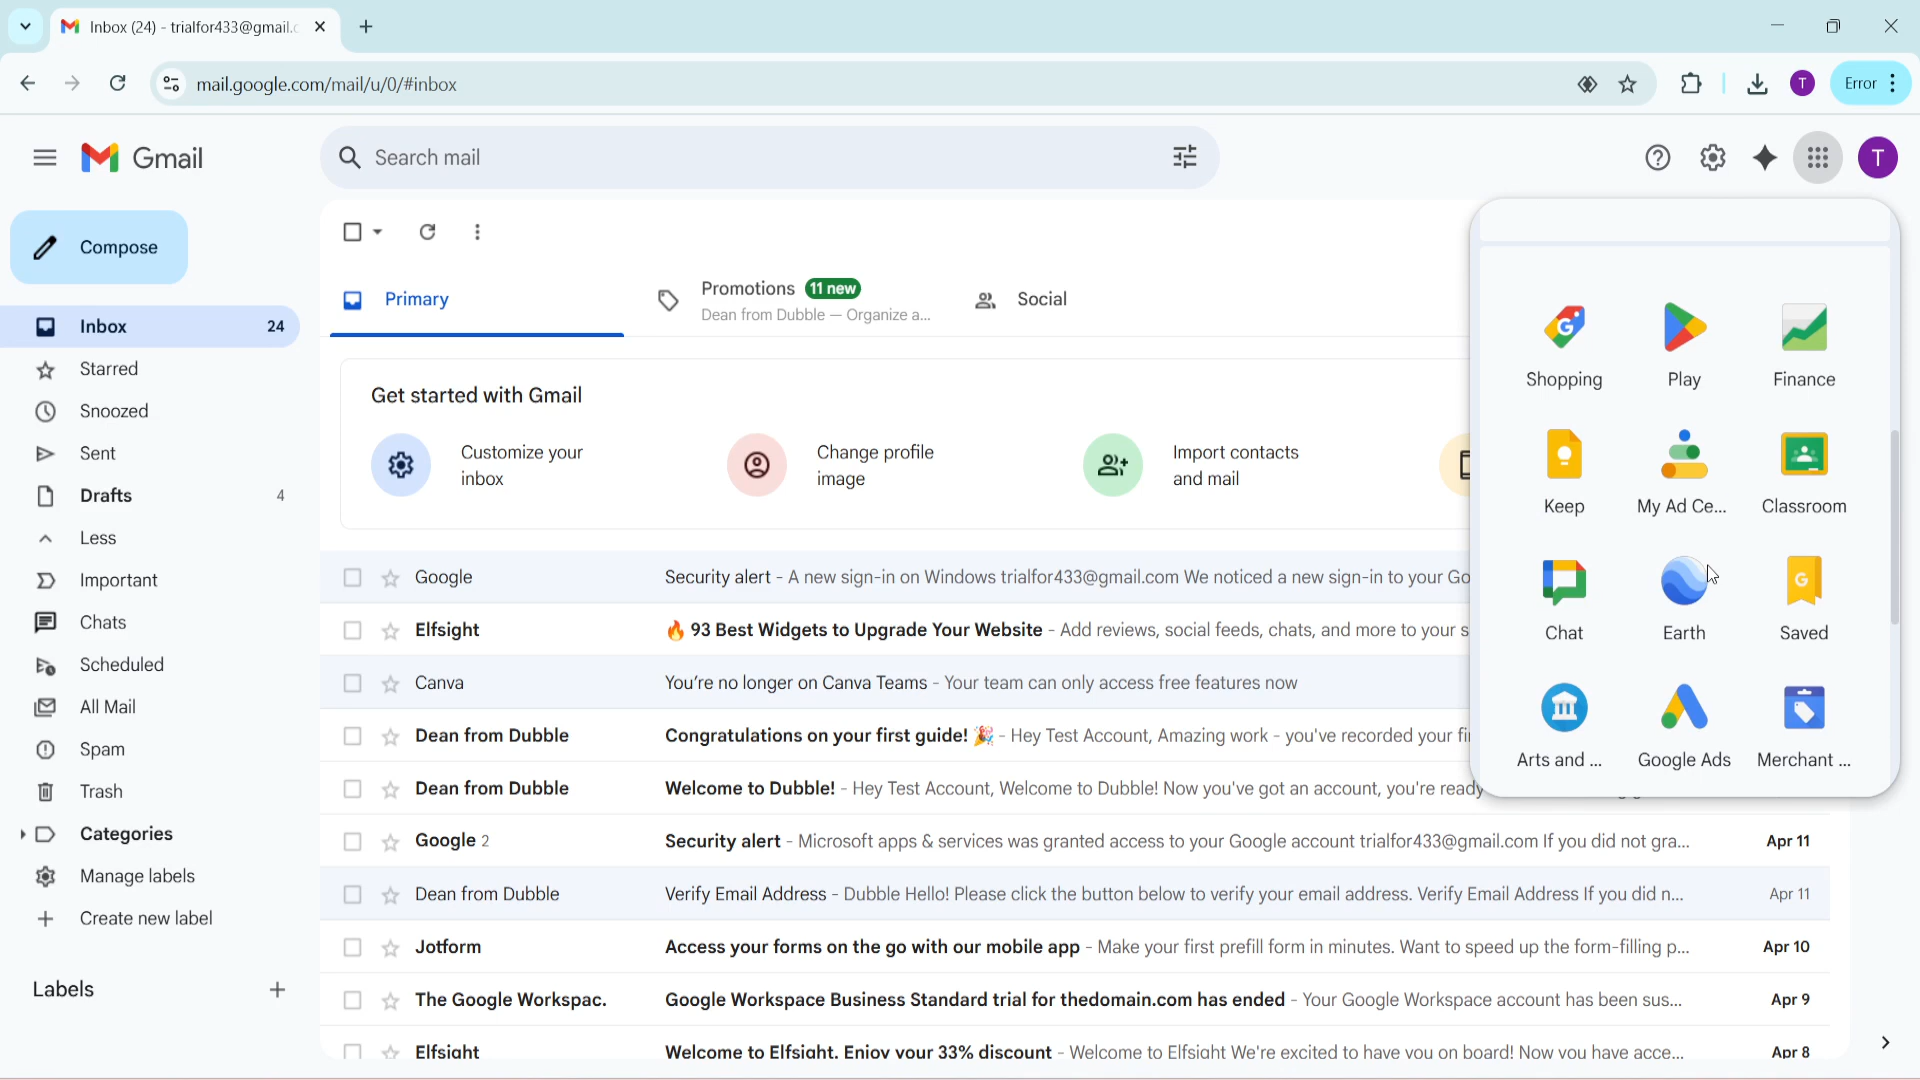 Inbox (24) - trialfor433@gmail.c
mail.google.com/mail/u/0/#inbox
T
Error
Gmail
Search mail
T
Compose
Inbox 24
Starred
Snoozed
Sent
Drafts 4
Less
Important
Chats
Scheduled
All Mail
Spam
Trash
Categories
Manage labels
Create new label
Labels
Primary
Promotions 11 new
Dean from Dubble — Organize a...
Social
Get started with Gmail
Customize your
inbox
Change profile
image
Import contacts
and mail
Google Security alert - A new sign-in on Windows trialfor433@gmail.com We noticed a new sign-in to your Go
Elfsight 🔥 93 Best Widgets to Upgrade Your Website - Add reviews, social feeds, chats, and more to your s
Canva You're no longer on Canva Teams - Your team can only access free features now
Dean from Dubble Congratulations on your first guide! 🎉 - Hey Test Account, Amazing work - you've recorded your fi
Dean from Dubble Welcome to Dubble! - Hey Test Account, Welcome to Dubble! Now you've got an account, you're ready
Google 2 Security alert - Microsoft apps & services was granted access to your Google account trialfor433@gmail.com If you did not gra... Apr 11
Dean from Dubble Verify Email Address - Dubble Hello! Please click the button below to verify your email address. Verify Email Address If you did n... Apr 11
Jotform Access your forms on the go with our mobile app - Make your first prefill form in minutes. Want to speed up the form-filling p... Apr 10
The Google Workspac. Google Workspace Business Standard trial for thedomain.com has ended - Your Google Workspace account has been sus... Apr 9
Elfsight Welcome to Elfsight. Enjoy your 33% discount - Welcome to Elfsight We're excited to have you on board! Now you have acce... Apr 8
Shopping Play Finance
Keep My Ad Ce... Classroom
Chat Earth Saved
Arts and ... Google Ads Merchant ...